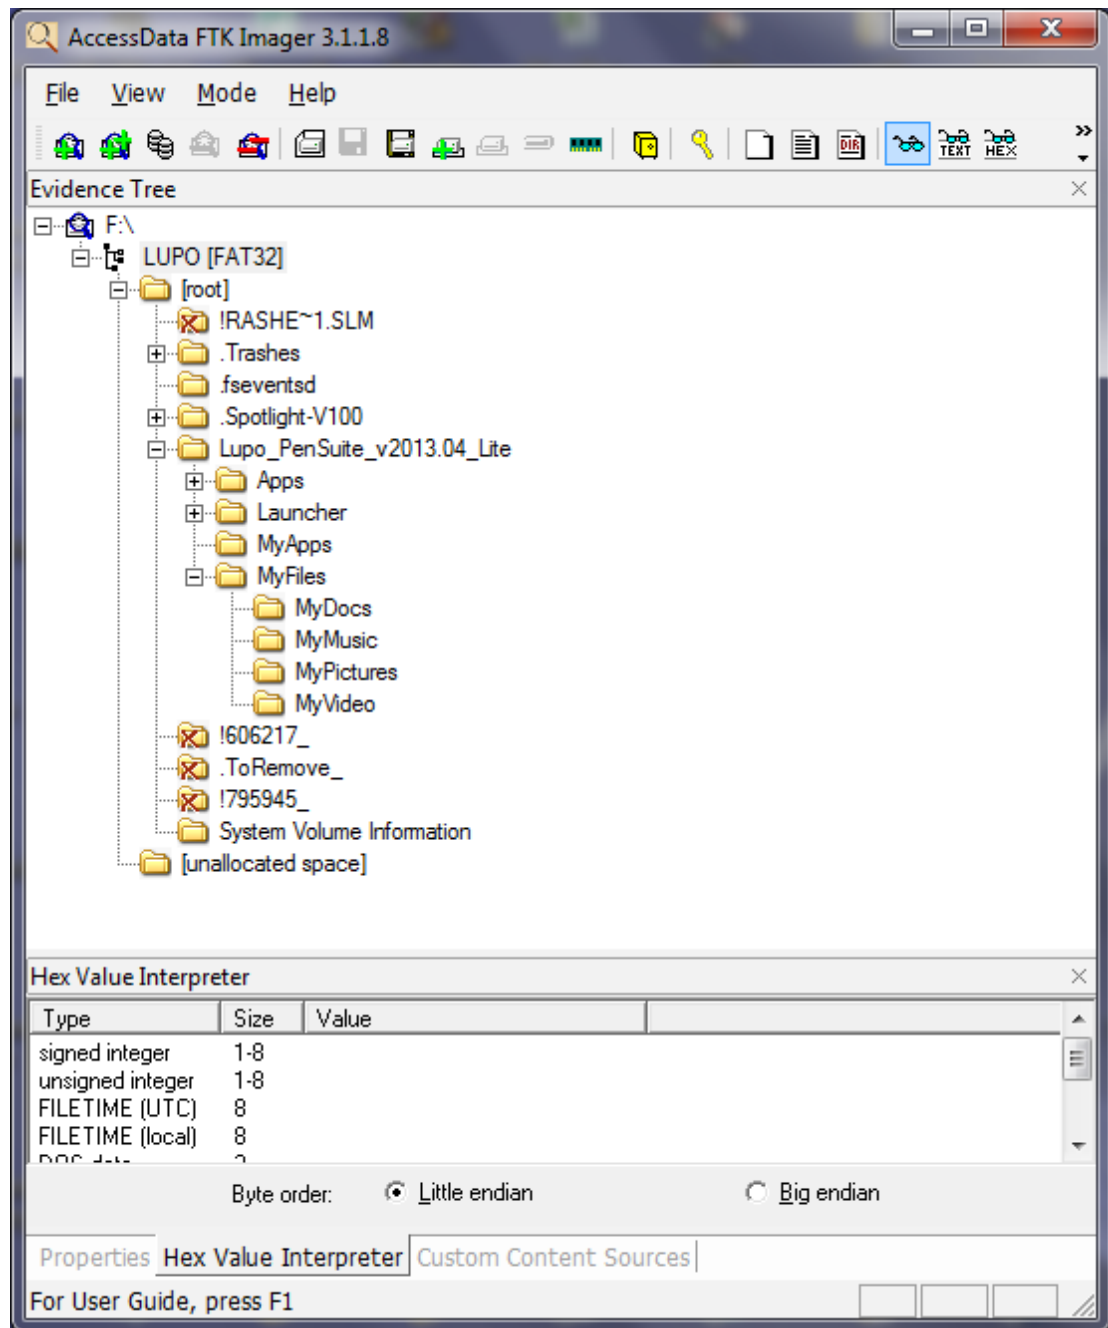 AccessData FTK Imager 3.1.1.8
File View Mode Help
DIR TEXT HEX »
Evidence Tree
F:\
LUPO [FAT32]
[root]
!RASHE~1.SLM
.Trashes
.fseventsd
.Spotlight-V100
Lupo_PenSuite_v2013.04_Lite
Apps
Launcher
MyApps
MyFiles
MyDocs
MyMusic
MyPictures
MyVideo
!606217_
.ToRemove_
!795945_
System Volume Information
[unallocated space]
Hex Value Interpreter
Type Size Value
signed integer 1-8
unsigned integer 1-8
FILETIME (UTC) 8
FILETIME (local) 8
DOS date 2
Byte order: Little endian Big endian
Properties Hex Value Interpreter Custom Content Sources
For User Guide, press F1